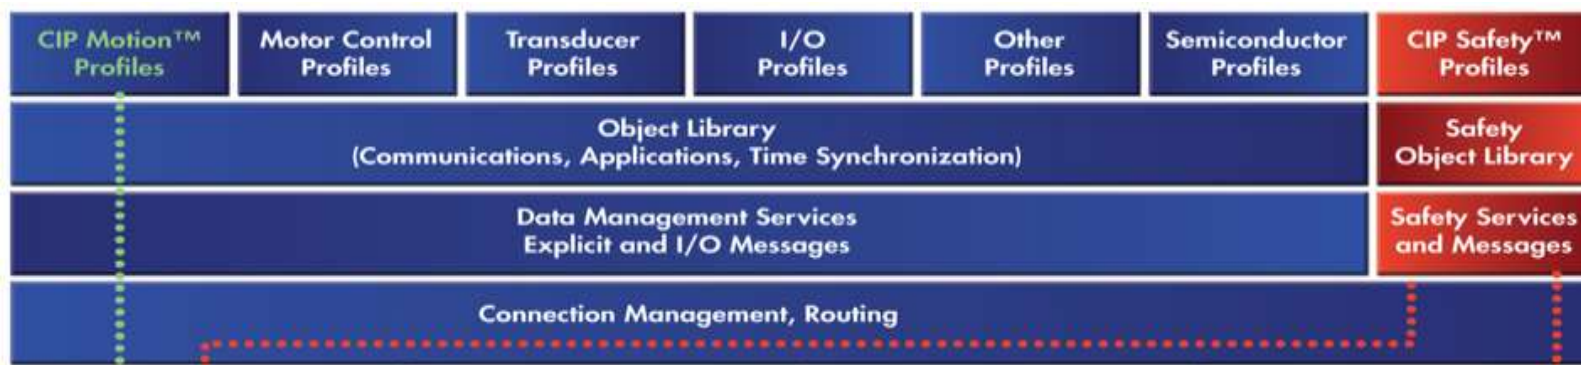 CIP Motion™
Profiles
Motor Control
Profiles
Transducer
Profiles
I/O
Profiles
Other
Profiles
Semiconductor
Profiles
CIP Safety™
Profiles
Object Library
(Communications, Applications, Time Synchronization)
Safety
Object Library
Data Management Services
Explicit and I/O Messages
Safety Services
and Messages
Connection Management, Routing